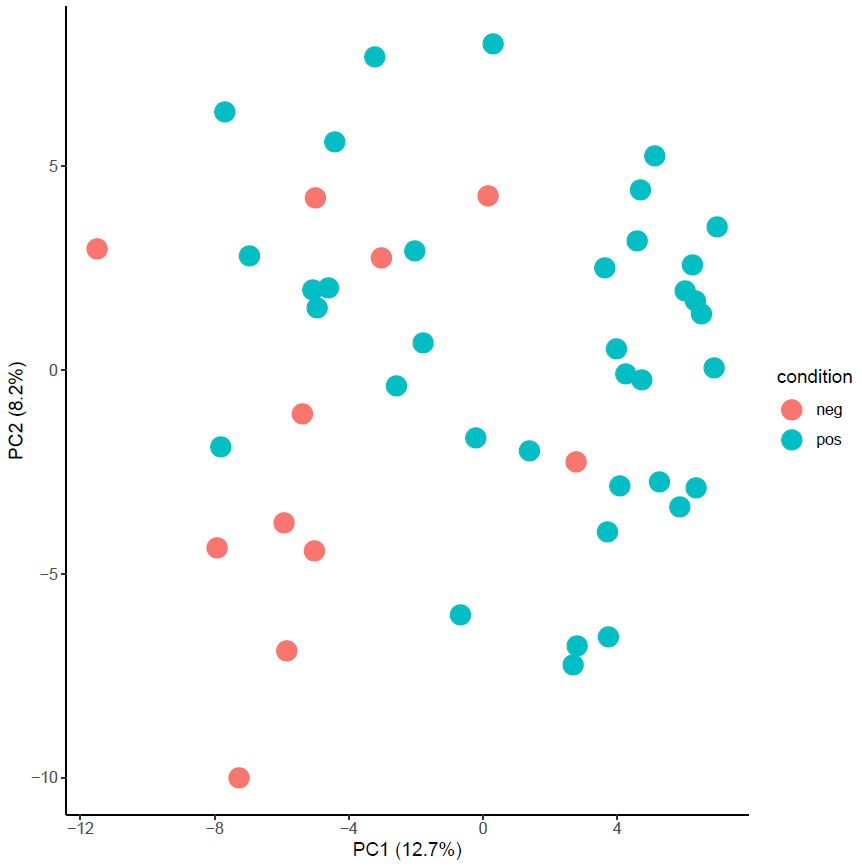 5
0
−5
−10
−12
−8
−4
0
4
PC1 (12.7%)
PC2 (8.2%)
condition
neg
pos